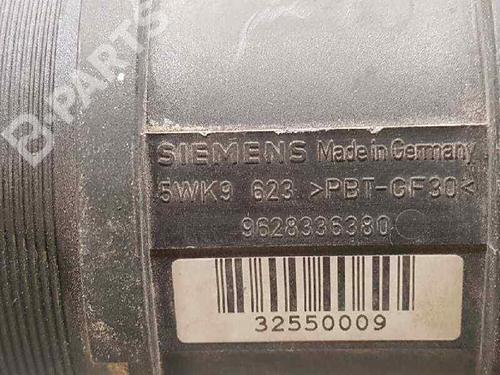 B-PARTS
SIEMENS Made in Germany
5WK9 623 >PBT-GF30<
9628336380
32550009